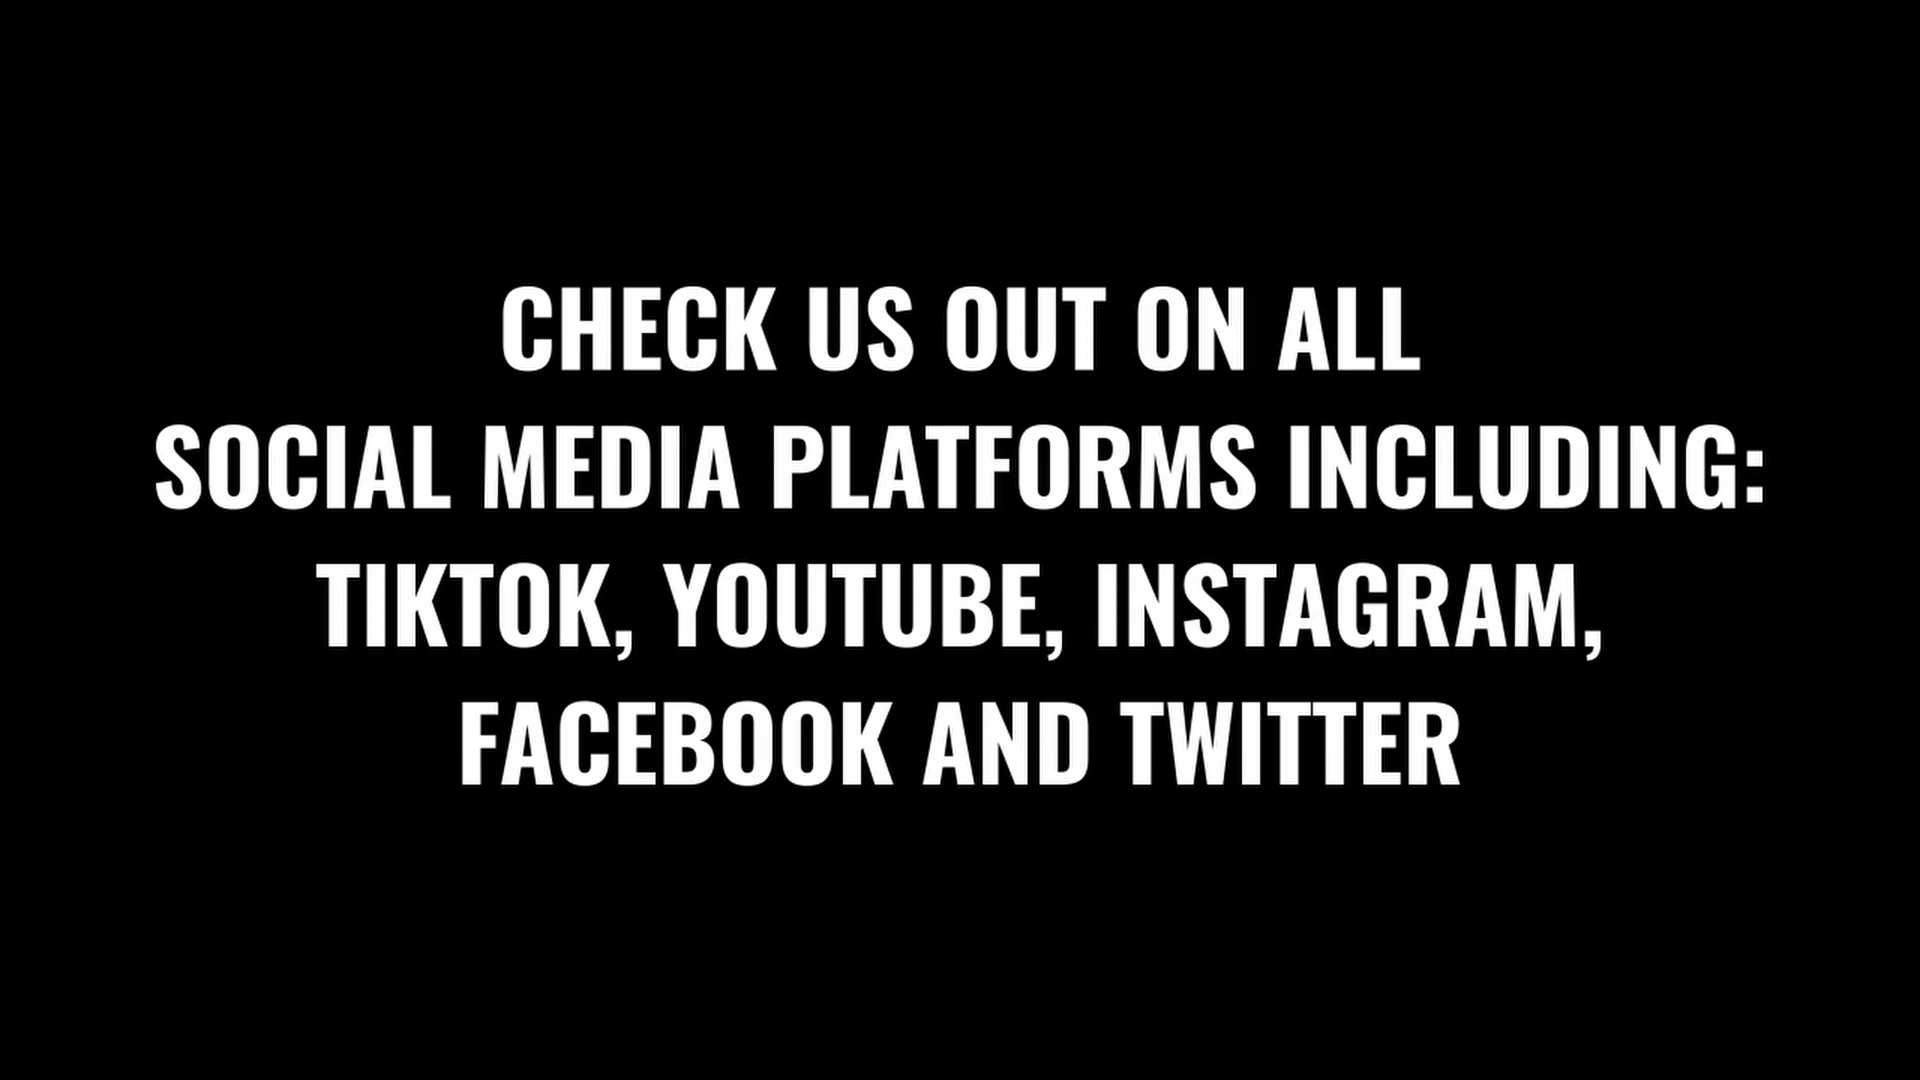 CHECK US OUT ON ALL
SOCIAL MEDIA PLATFORMS INCLUDING:
TIKTOK, YOUTUBE, INSTAGRAM,
FACEBOOK AND TWITTER